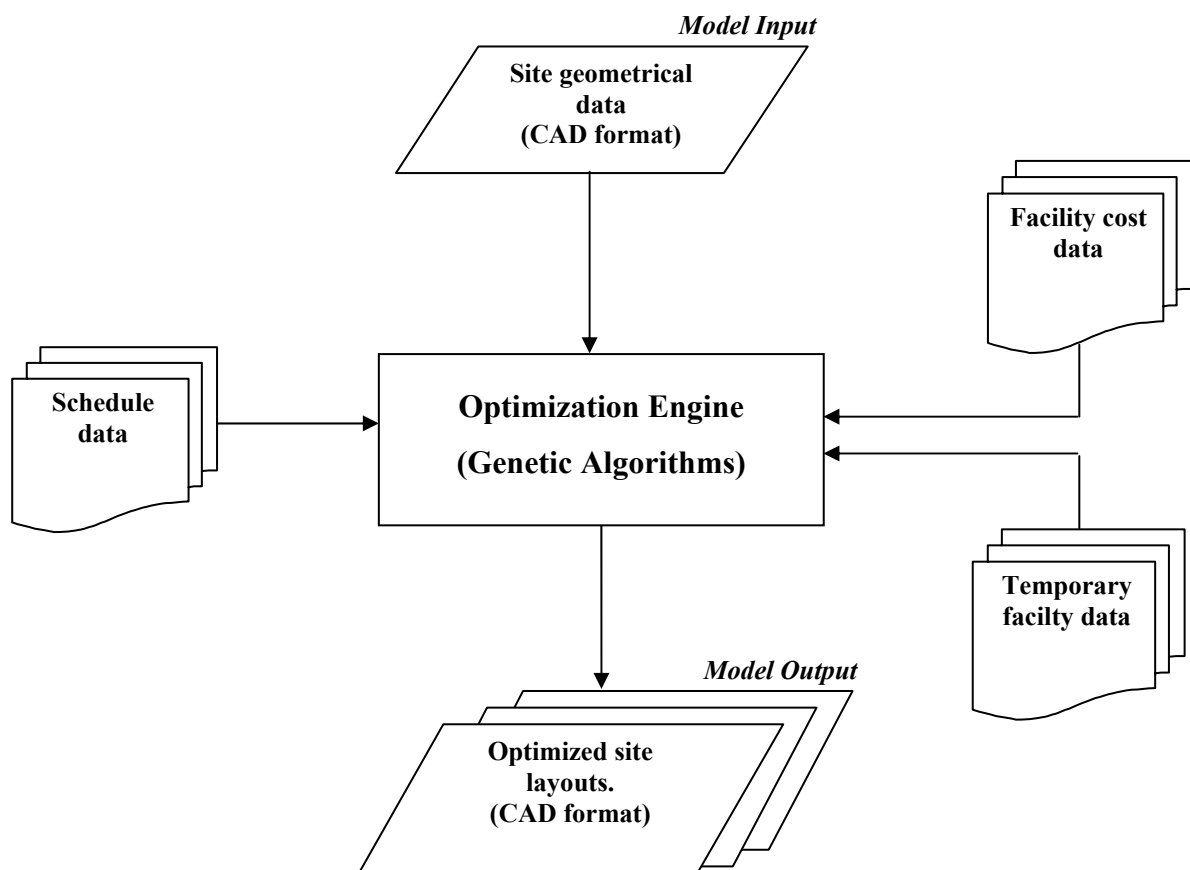 Model Input
Site geometrical
data
(CAD format)
Facility cost
data
Schedule
data
Optimization Engine
(Genetic Algorithms)
Temporary
facilty data
Model Output
Optimized site
layouts.
(CAD format)